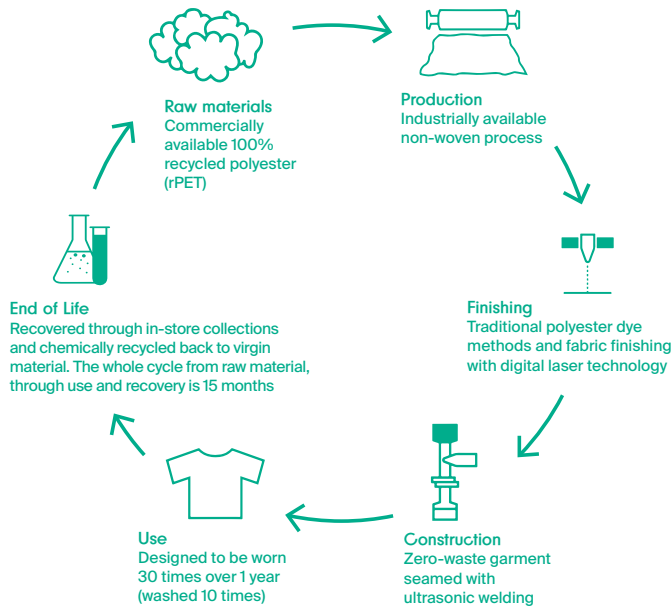 Raw materials
Commercially
available 100%
recycled polyester
(rPET)
Production
Industrially available
non-woven process
Finishing
Traditional polyester dye
methods and fabric finishing
with digital laser technology
Construction
Zero-waste garment
seamed with
ultrasonic welding
Use
Designed to be worn
30 times over 1 year
(washed 10 times)
End of Life
Recovered through in-store collections
and chemically recycled back to virgin
material. The whole cycle from raw material,
through use and recovery is 15 months